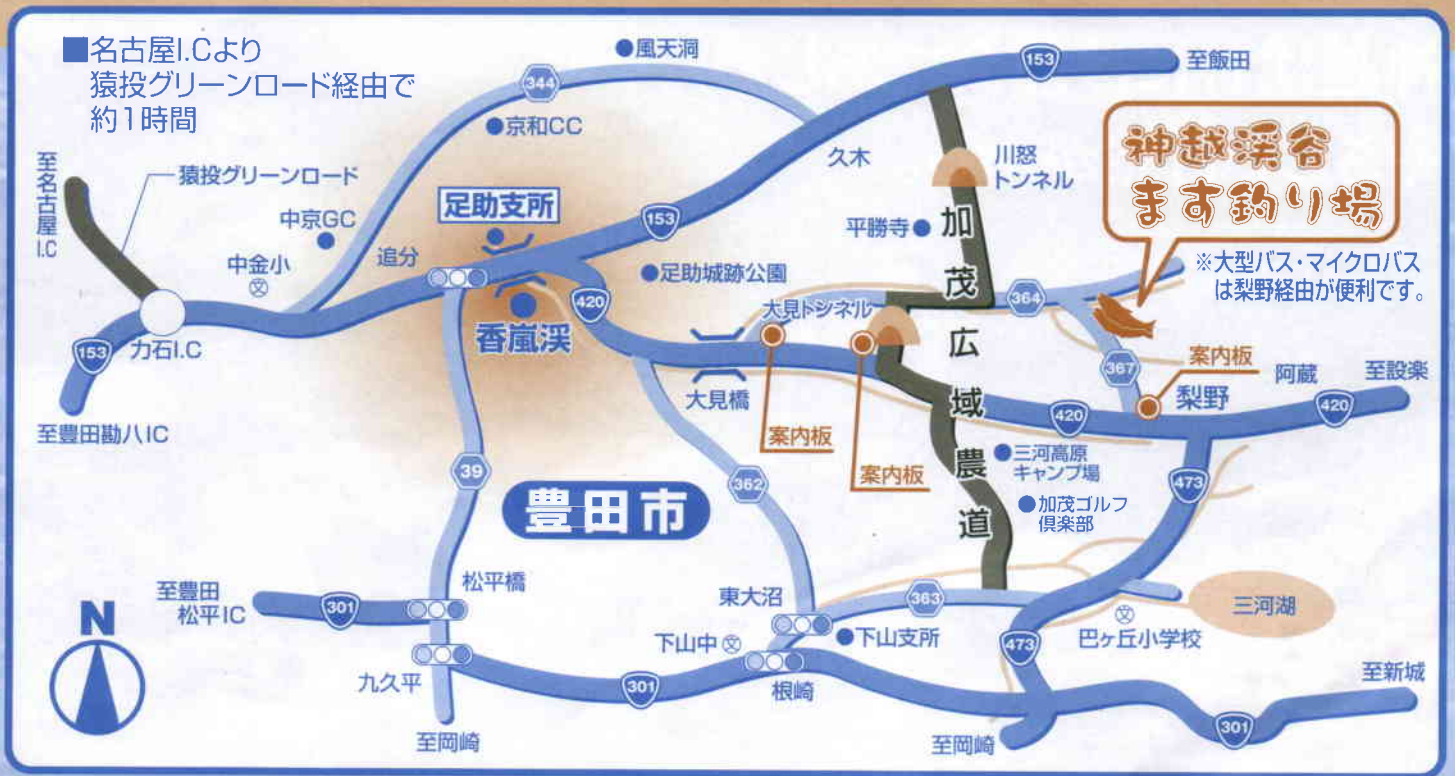 ■名古屋I.Cより
猿投グリーンロード経由で
約1時間
至名古屋I.C
猿投グリーンロード
中京GC
中金小
文
153
力石I.C
至豊田勘八IC
344
風天洞
京和CC
足助支所
追分
香嵐渓
153
足助城跡公園
420
久木
153
至飯田
川怒
トンネル
平勝寺
加茂広域農道
神越渓谷
ます釣り場
※大型バス・マイクロバス
は梨野経由が便利です。
364
大見トンネル
367
案内板
梨野
阿蔵
至設楽
420
大見橋
案内板
案内板
420
三河高原
キャンプ場
加茂ゴルフ
倶楽部
473
39
362
豊田市
至豊田
松平IC
301
松平橋
九久平
至岡崎
東大沼
363
下山中
文
下山支所
根崎
301
473
文
巴ヶ丘小学校
三河湖
至新城
301
至岡崎
N